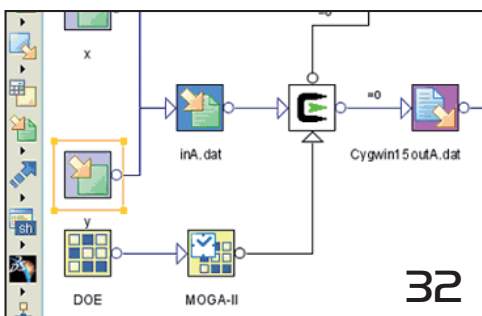 x
=0
=0
inA.dat
Cygwin15outA.dat
y
sh
DOE
MOGA-II
32